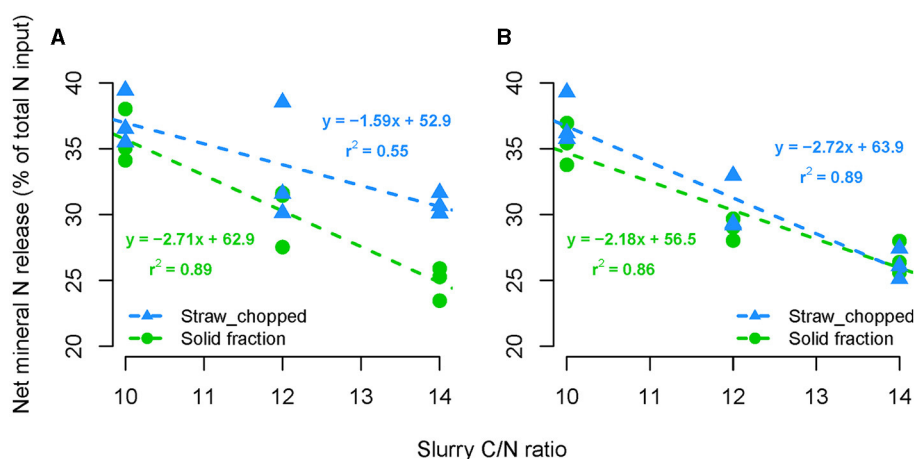 A
B
Net mineral N release (% of total N input)
40
35
30
25
20
y = −1.59x + 52.9
r² = 0.55
y = −2.71x + 62.9
r² = 0.89
Straw_chopped
Solid fraction
10
11
12
13
14
40
35
30
25
20
y = −2.72x + 63.9
r² = 0.89
y = −2.18x + 56.5
r² = 0.86
Straw_chopped
Solid fraction
10
11
12
13
14
Slurry C/N ratio